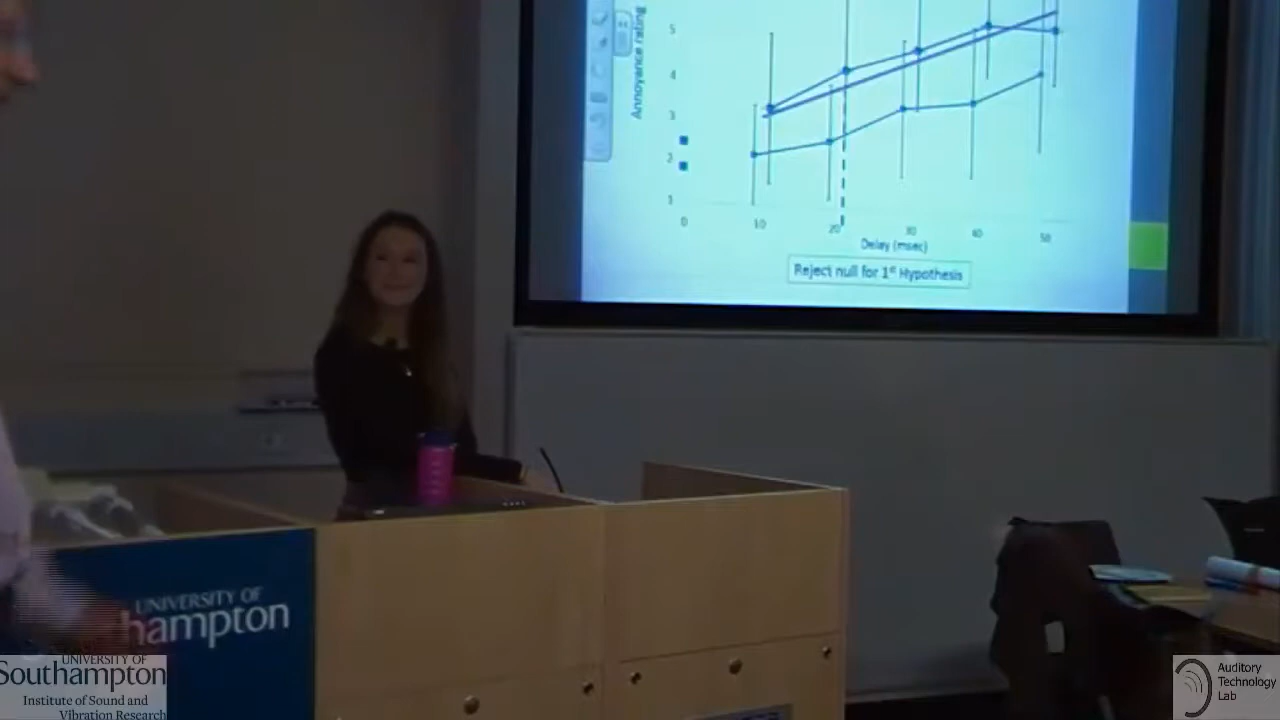 5
Annoyance rating
4
3
2
1
0
10
20
30
40
50
Delay (msec)
Reject null for 1st Hypothesis
UNIVERSITY OF
hampton
UNIVERSITY OF
Southampton
Institute of Sound and
Vibration Research
Auditory
Technology
Lab